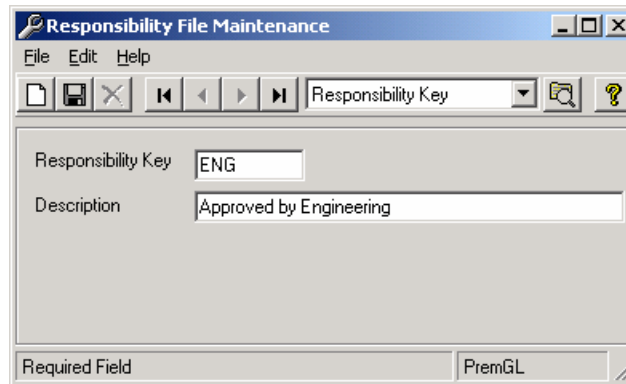 Responsibility File Maintenance
File Edit Help
Responsibility Key
Responsibility Key ENG
Description Approved by Engineering
Required Field PremGL